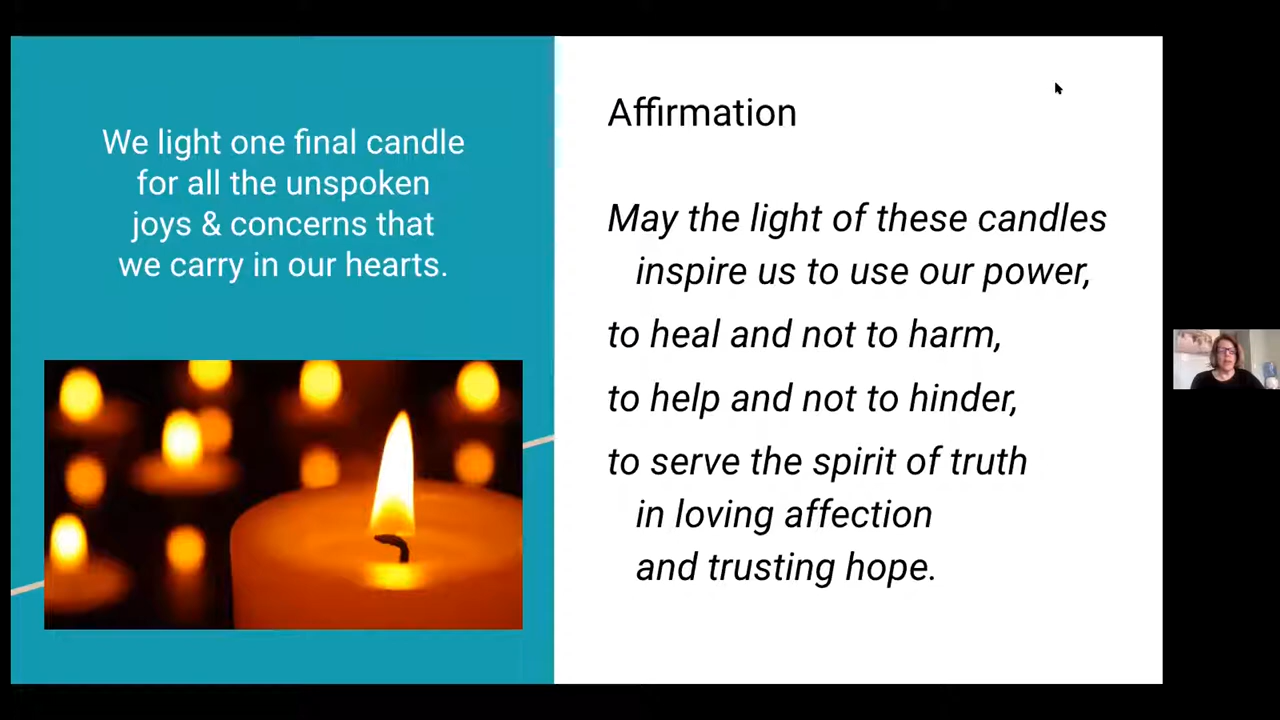 We light one final candle
for all the unspoken
joys & concerns that
we carry in our hearts.
Affirmation
May the light of these candles
inspire us to use our power,
to heal and not to harm,
to help and not to hinder,
to serve the spirit of truth
in loving affection
and trusting hope.